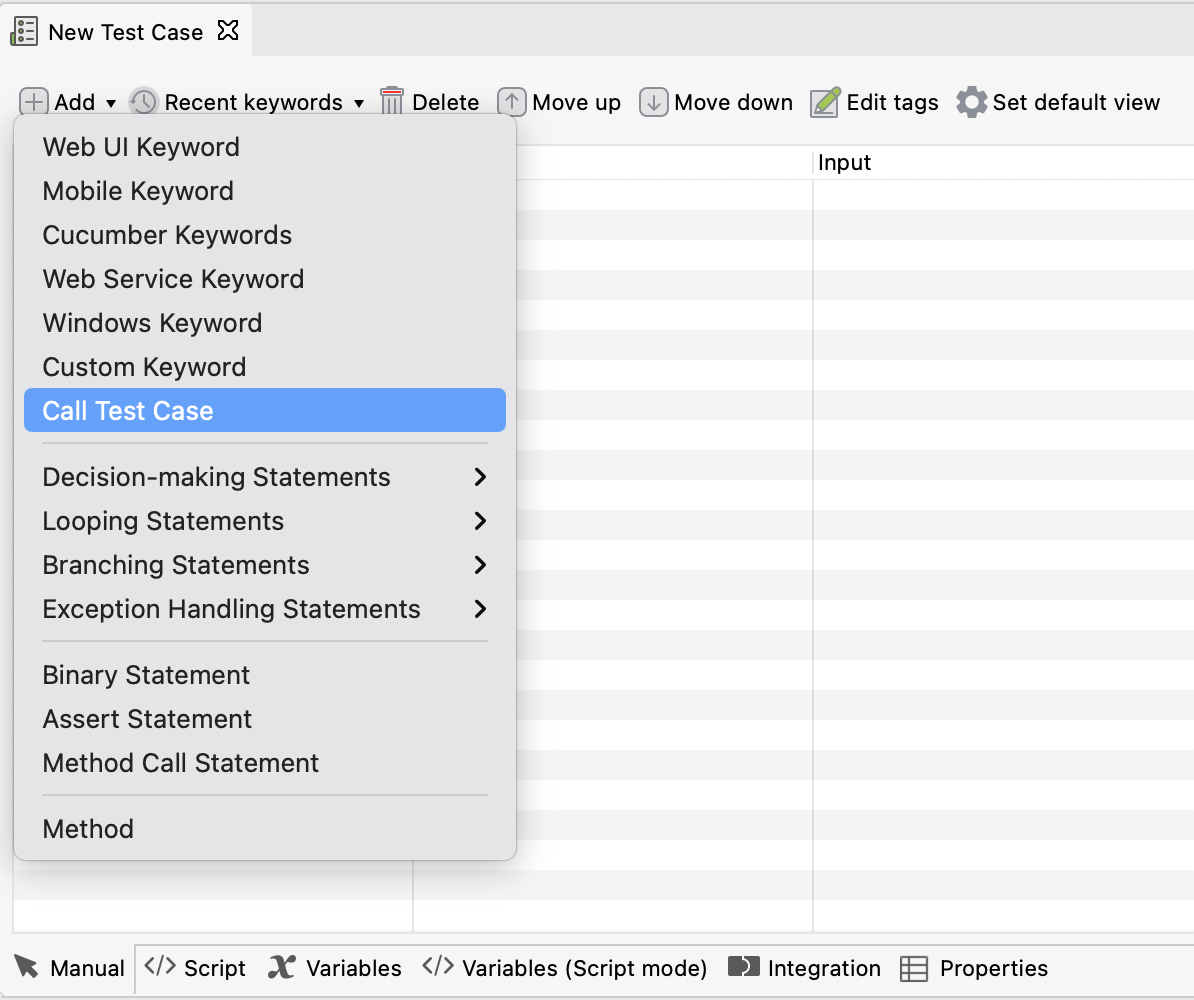 New Test Case
Add Recent keywords Delete Move up Move down Edit tags Set default view
Input
Web UI Keyword
Mobile Keyword
Cucumber Keywords
Web Service Keyword
Windows Keyword
Custom Keyword
Call Test Case
Decision-making Statements
Looping Statements
Branching Statements
Exception Handling Statements
Binary Statement
Assert Statement
Method Call Statement
Method
Manual </> Script x Variables </> Variables (Script mode) Integration Properties